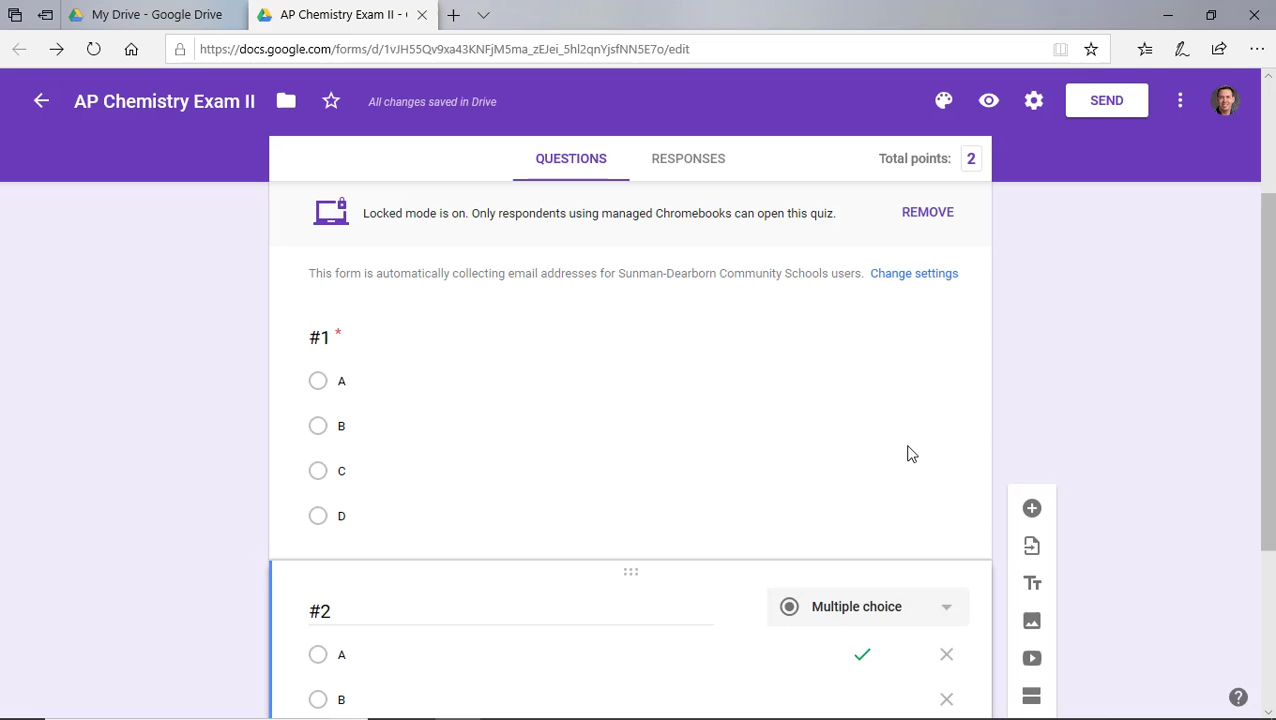 My Drive - Google Drive
AP Chemistry Exam II -
https://docs.google.com/forms/d/1vJH55Qv9xa43KNFjM5ma_zEJei_5hl2qnYjsfNN5E7o/edit
AP Chemistry Exam II
All changes saved in Drive
SEND
QUESTIONS
RESPONSES
Total points: 2
Locked mode is on. Only respondents using managed Chromebooks can open this quiz.
REMOVE
This form is automatically collecting email addresses for Sunman-Dearborn Community Schools users. Change settings
#1 *
A
B
C
D
#2
Multiple choice
A
B